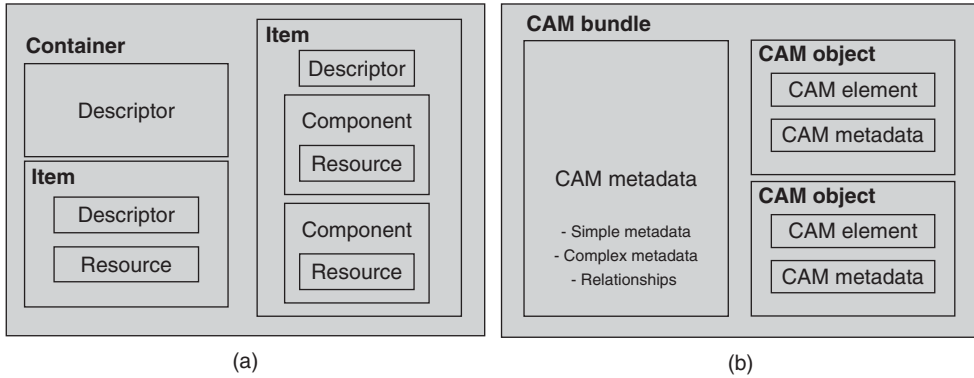 Container
Descriptor
Item
Descriptor
Resource
Item
Descriptor
Component
Resource
Component
Resource
(a)
CAM bundle
CAM metadata
- Simple metadata
- Complex metadata
- Relationships
CAM object
CAM element
CAM metadata
CAM object
CAM element
CAM metadata
(b)